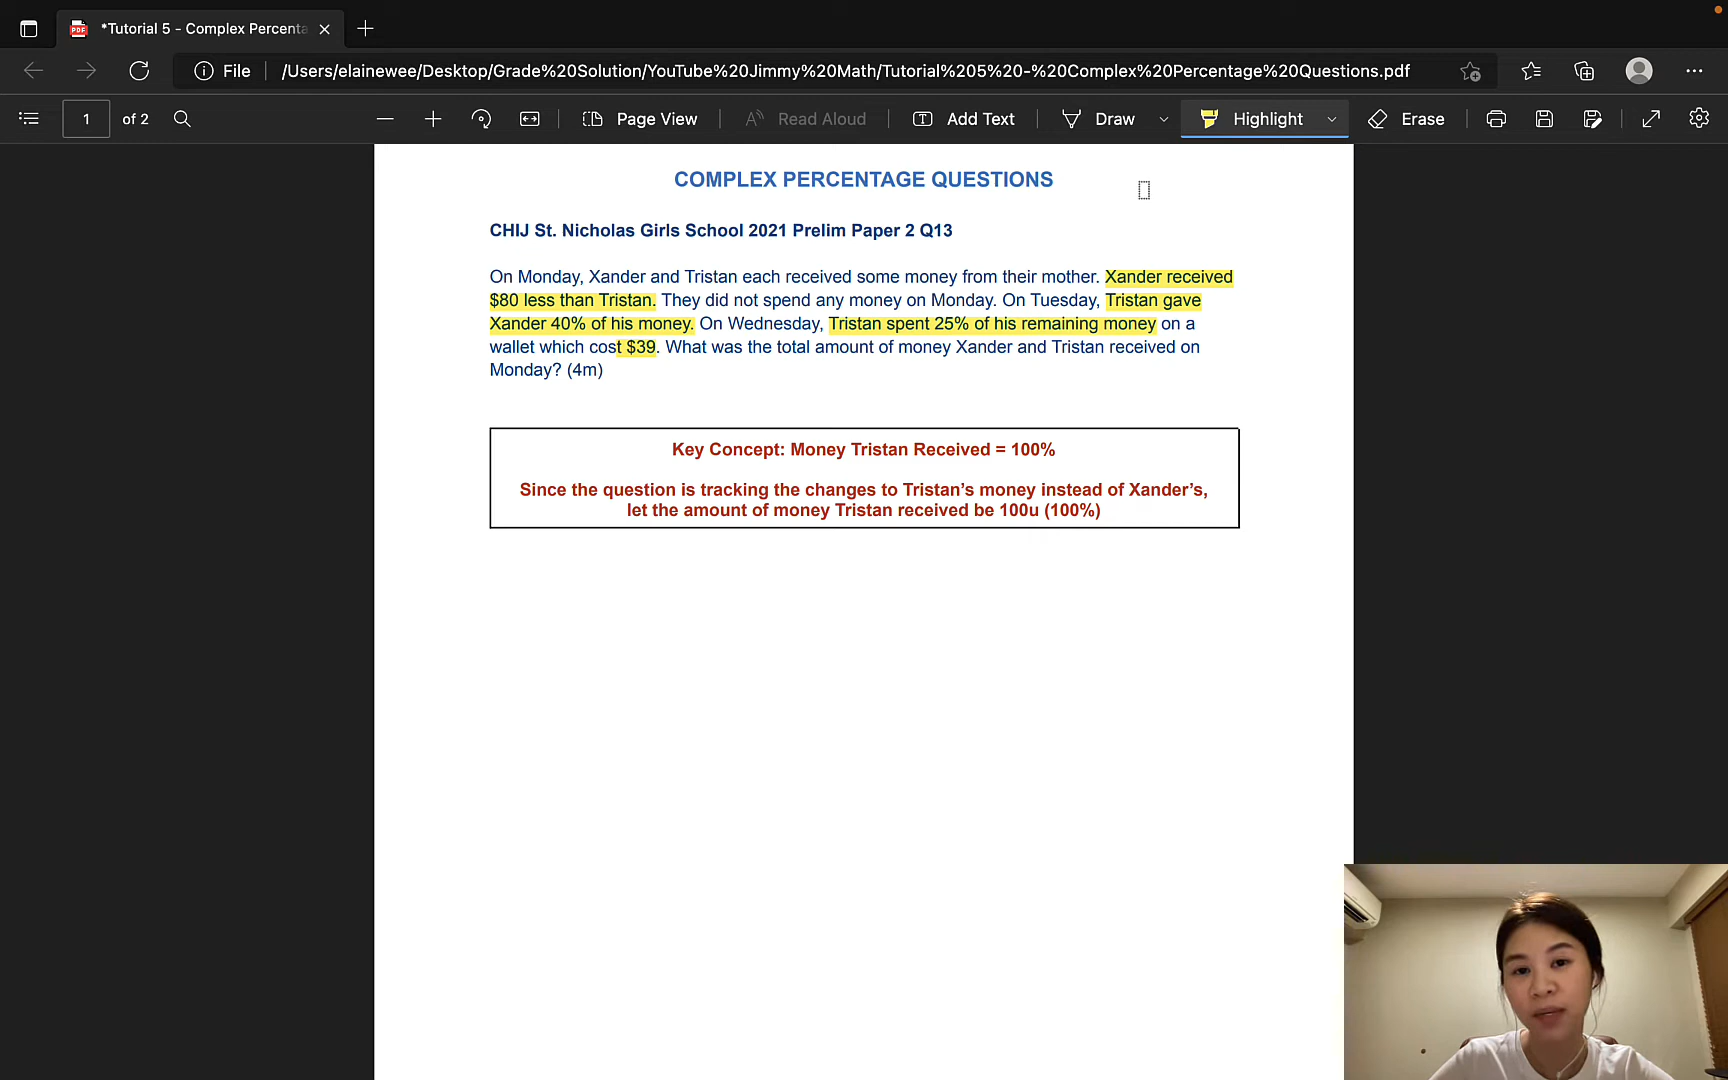 *Tutorial 5 - Complex Percenta
File
/Users/elainewee/Desktop/Grade%20Solution/YouTube%20Jimmy%20Math/Tutorial%205%20-%20Complex%20Percentage%20Questions.pdf
1 of 2
Page View
Read Aloud
Add Text
Draw
Highlight
Erase
COMPLEX PERCENTAGE QUESTIONS
CHIJ St. Nicholas Girls School 2021 Prelim Paper 2 Q13
On Monday, Xander and Tristan each received some money from their mother. Xander received
$80 less than Tristan. They did not spend any money on Monday. On Tuesday, Tristan gave
Xander 40% of his money. On Wednesday, Tristan spent 25% of his remaining money on a
wallet which cost $39. What was the total amount of money Xander and Tristan received on
Monday? (4m)
Key Concept: Money Tristan Received = 100%
Since the question is tracking the changes to Tristan's money instead of Xander's,
let the amount of money Tristan received be 100u (100%)